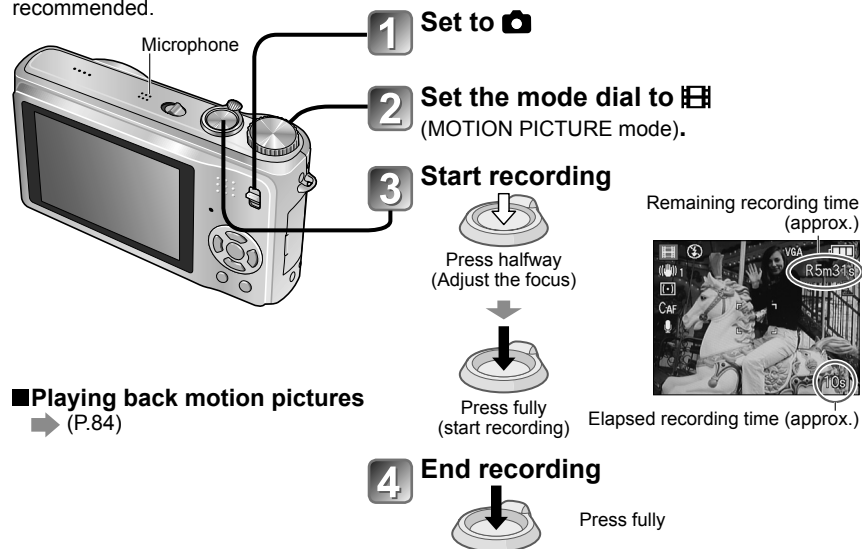 recommended.
Microphone
1 Set to
2 Set the mode dial to
(MOTION PICTURE mode).
3 Start recording
Press halfway
(Adjust the focus)
Press fully
(start recording)
Remaining recording time
(approx.)
VGA
R5m31s
1
C-AF
10s
Elapsed recording time (approx.)
■Playing back motion pictures
(P.84)
4 End recording
Press fully